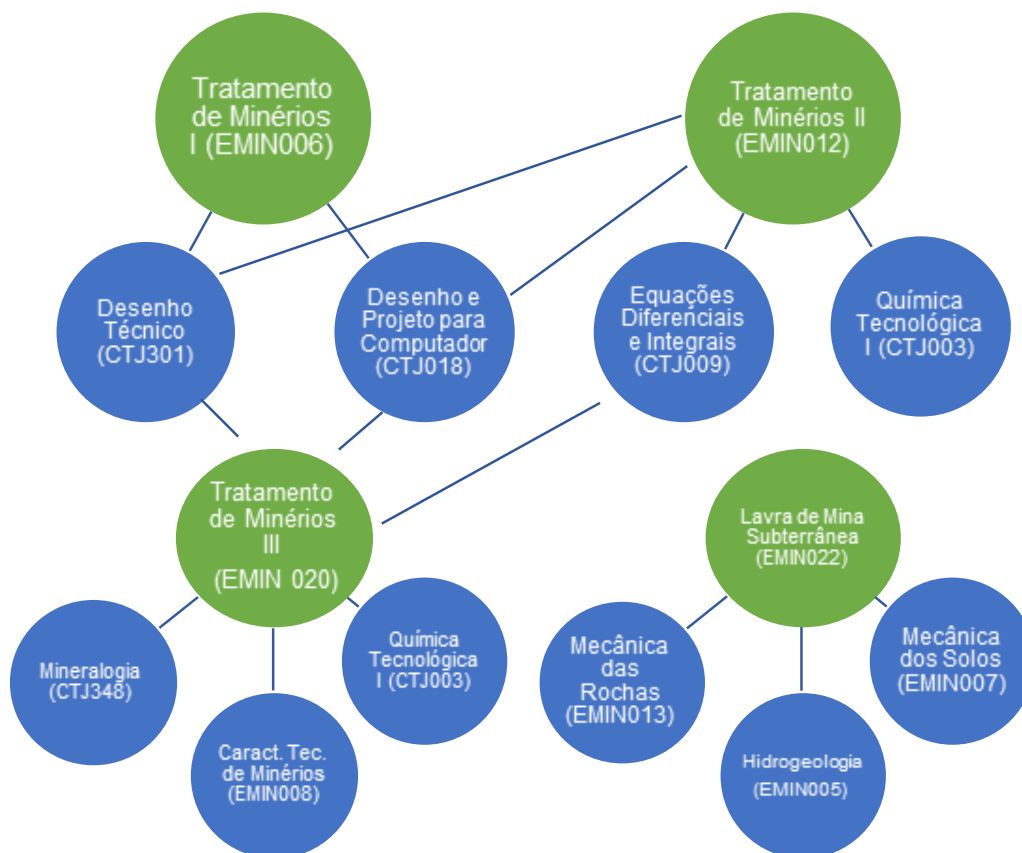 Tratamento
de Minérios
I (EMIN006)
Tratamento
de Minérios II
(EMIN012)
Desenho
Técnico
(CTJ301)
Desenho e
Projeto para
Computador
(CTJ018)
Equações
Diferenciais
e Integrais
(CTJ009)
Química
Tecnológica
I (CTJ003)
Tratamento
de Minérios
III
(EMIN 020)
Lavra de Mina
Subterrânea
(EMIN022)
Mineralogia
(CTJ348)
Caract. Tec.
de Minérios
(EMIN008)
Química
Tecnológica
I (CTJ003)
Mecânica
das
Rochas
(EMIN013)
Hidrogeologia
(EMIN005)
Mecânica
dos Solos
(EMIN007)